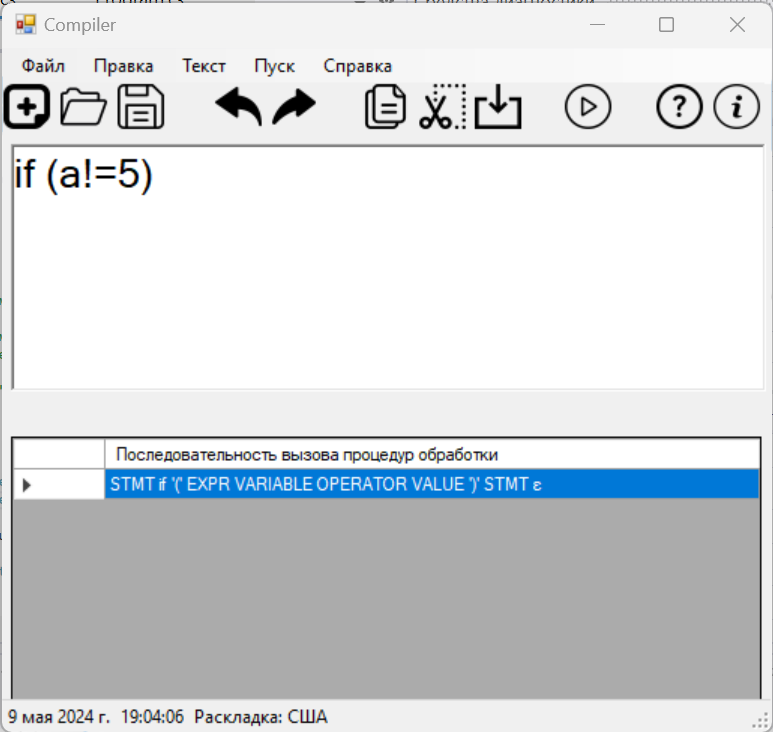 Compiler
Файл Правка Текст Пуск Справка
if (a!=5)
Последовательность вызова процедур обработки
STMT if '(' EXPR VARIABLE OPERATOR VALUE ')' STMT ε
9 мая 2024 г. 19:04:06 Раскладка: США